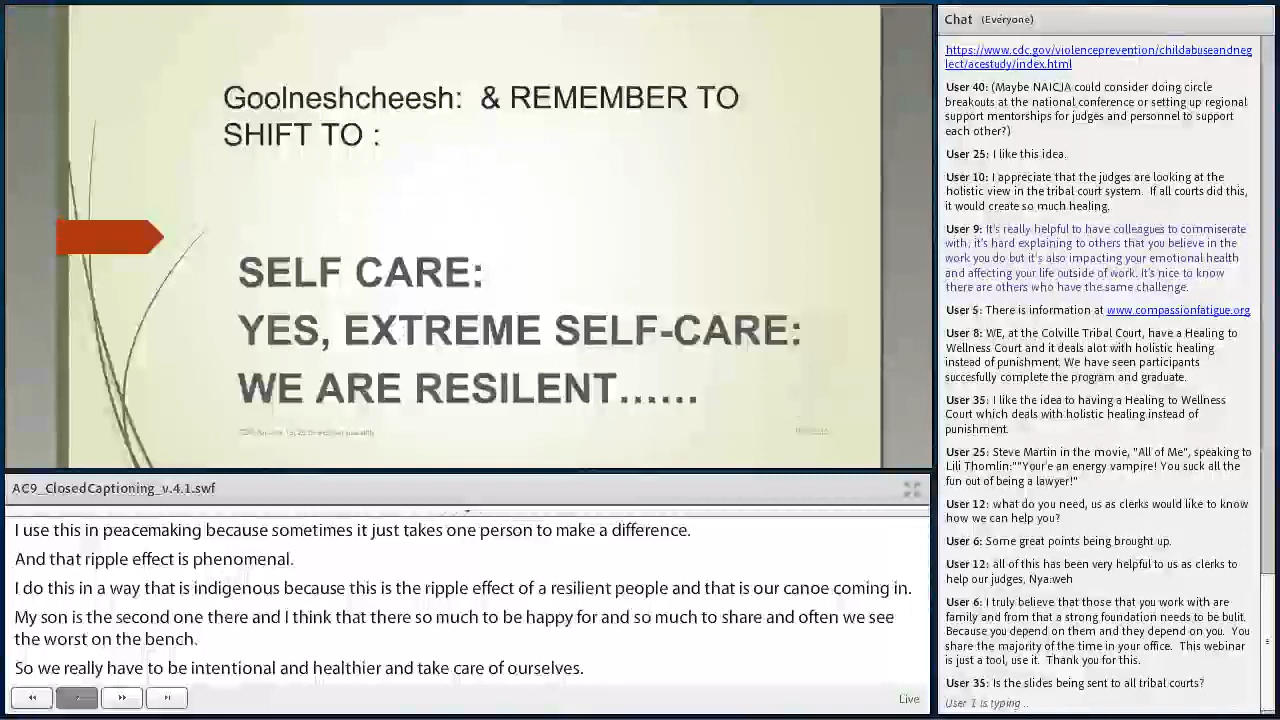 Goolneshcheesh: & REMEMBER TO
SHIFT TO :
SELF CARE:
YES, EXTREME SELF-CARE:
WE ARE RESILENT......
AC9_ClosedCaptioning_v.4.1.swf
I use this in peacemaking because sometimes it just takes one person to make a difference.
And that ripple effect is phenomenal.
I do this in a way that is indigenous because this is the ripple effect of a resilient people and that is our canoe coming in.
My son is the second one there and I think that there so much to be happy for and so much to share and often we see
the worst on the bench.
So we really have to be intentional and healthier and take care of ourselves.
Live
Chat (Everyone)
https://www.cdc.gov/violenceprevention/childabuseandneg
lect/acestudy/index.html
User 40: (Maybe NAICJA could consider doing circle
breakouts at the national conference or setting up regional
support mentorships for judges and personnel to support
each other?)
User 25: I like this idea.
User 10: I appreciate that the judges are looking at the
holistic view in the tribal court system. If all courts did this,
it would create so much healing.
User 9: It's really helpful to have colleagues to commiserate
with, it's hard explaining to others that you believe in the
work you do but it's also impacting your emotional health
and affecting your life outside of work. It's nice to know
there are others who have the same challenge.
User 5: There is information at www.compassionfatigue.org
User 8: WE, at the Colville Tribal Court, have a Healing to
Wellness Court and it deals alot with holistic healing
instead of punishment. We have seen participants
succesfully complete the program and graduate.
User 35: I like the idea to having a Healing to Wellness
Court which deals with holistic healing instead of
punishment.
User 25: Steve Martin in the movie, "All of Me", speaking to
Lili Thomlin:""You're an energy vampire! You suck all the
fun out of being a lawyer!"
User 12: what do you need, us as clerks would like to know
how we can help you?
User 6: Some great points being brought up.
User 12: all of this has been very helpful to us as clerks to
help our judges, Nya:weh
User 6: I truly believe that those that you work with are
family and from that a strong foundation needs to be bulit.
Because you depend on them and they depend on you. You
share the majority of the time in your office. This webinar
is just a tool, use it. Thank you for this.
User 35: Is the slides being sent to all tribal courts?
User 1 is typing ..